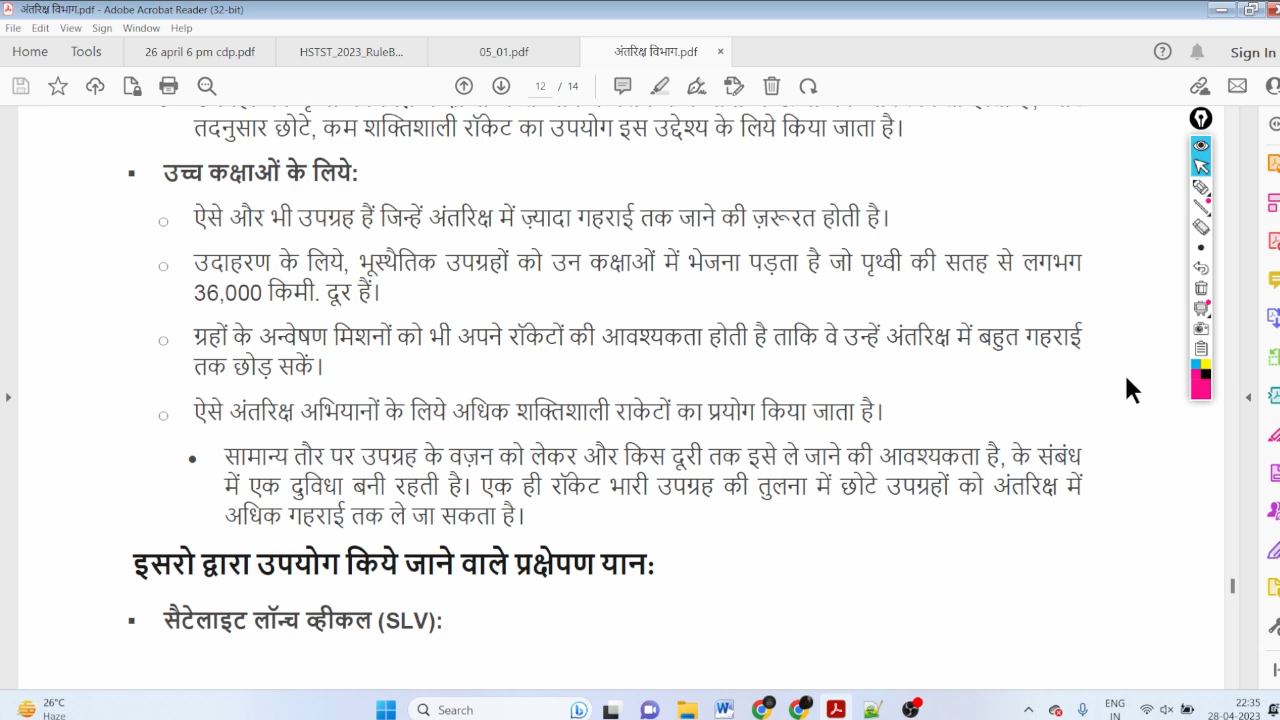 अंतरिक्ष विभाग.pdf - Adobe Acrobat Reader (32-bit)
File Edit View Sign Window Help
Home Tools 26 april 6 pm cdp.pdf HSTST_2023_RuleB... 05_01.pdf अंतरिक्ष विभाग.pdf × Sign In
12 / 14
तदनुसार छोटे, कम शक्तिशाली रॉकेट का उपयोग इस उद्देश्य के लिये किया जाता है।
▪ उच्च कक्षाओं के लिये:
○ ऐसे और भी उपग्रह हैं जिन्हें अंतरिक्ष में ज़्यादा गहराई तक जाने की ज़रूरत होती है।
○ उदाहरण के लिये, भूस्थैतिक उपग्रहों को उन कक्षाओं में भेजना पड़ता है जो पृथ्वी की सतह से लगभग
36,000 किमी. दूर हैं।
○ ग्रहों के अन्वेषण मिशनों को भी अपने रॉकेटों की आवश्यकता होती है ताकि वे उन्हें अंतरिक्ष में बहुत गहराई
तक छोड़ सकें।
○ ऐसे अंतरिक्ष अभियानों के लिये अधिक शक्तिशाली राकेटों का प्रयोग किया जाता है।
• सामान्य तौर पर उपग्रह के वज़न को लेकर और किस दूरी तक इसे ले जाने की आवश्यकता है, के संबंध
में एक दुविधा बनी रहती है। एक ही रॉकेट भारी उपग्रह की तुलना में छोटे उपग्रहों को अंतरिक्ष में
अधिक गहराई तक ले जा सकता है।
इसरो द्वारा उपयोग किये जाने वाले प्रक्षेपण यान:
▪ सैटेलाइट लॉन्च व्हीकल (SLV):
26°C
Haze
Search
ENG
IN
22:35
28-04-2023